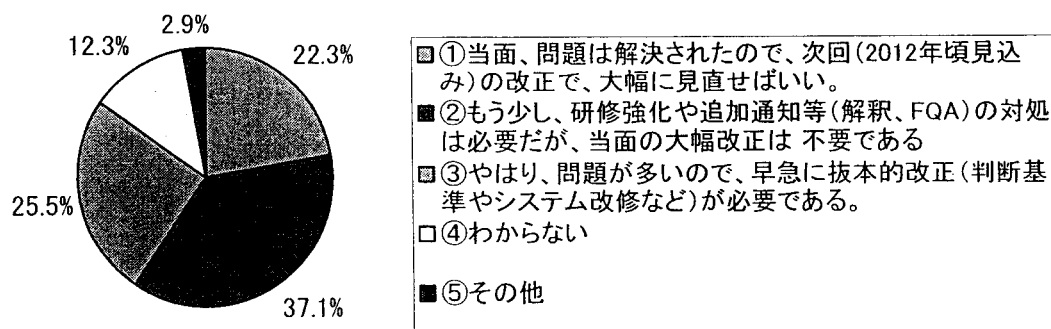 2.9%
12.3%
22.3%
25.5%
37.1%
①当面、問題は解決されたので、次回(2012年頃見込
み)の改正で、大幅に見直せばいい。
②もう少し、研修強化や追加通知等(解釈、FQA)の対処
は必要だが、当面の大幅改正は 不要である
③やはり、問題が多いので、早急に抜本的改正(判断基
準やシステム改修など)が必要である。
④わからない
⑤その他